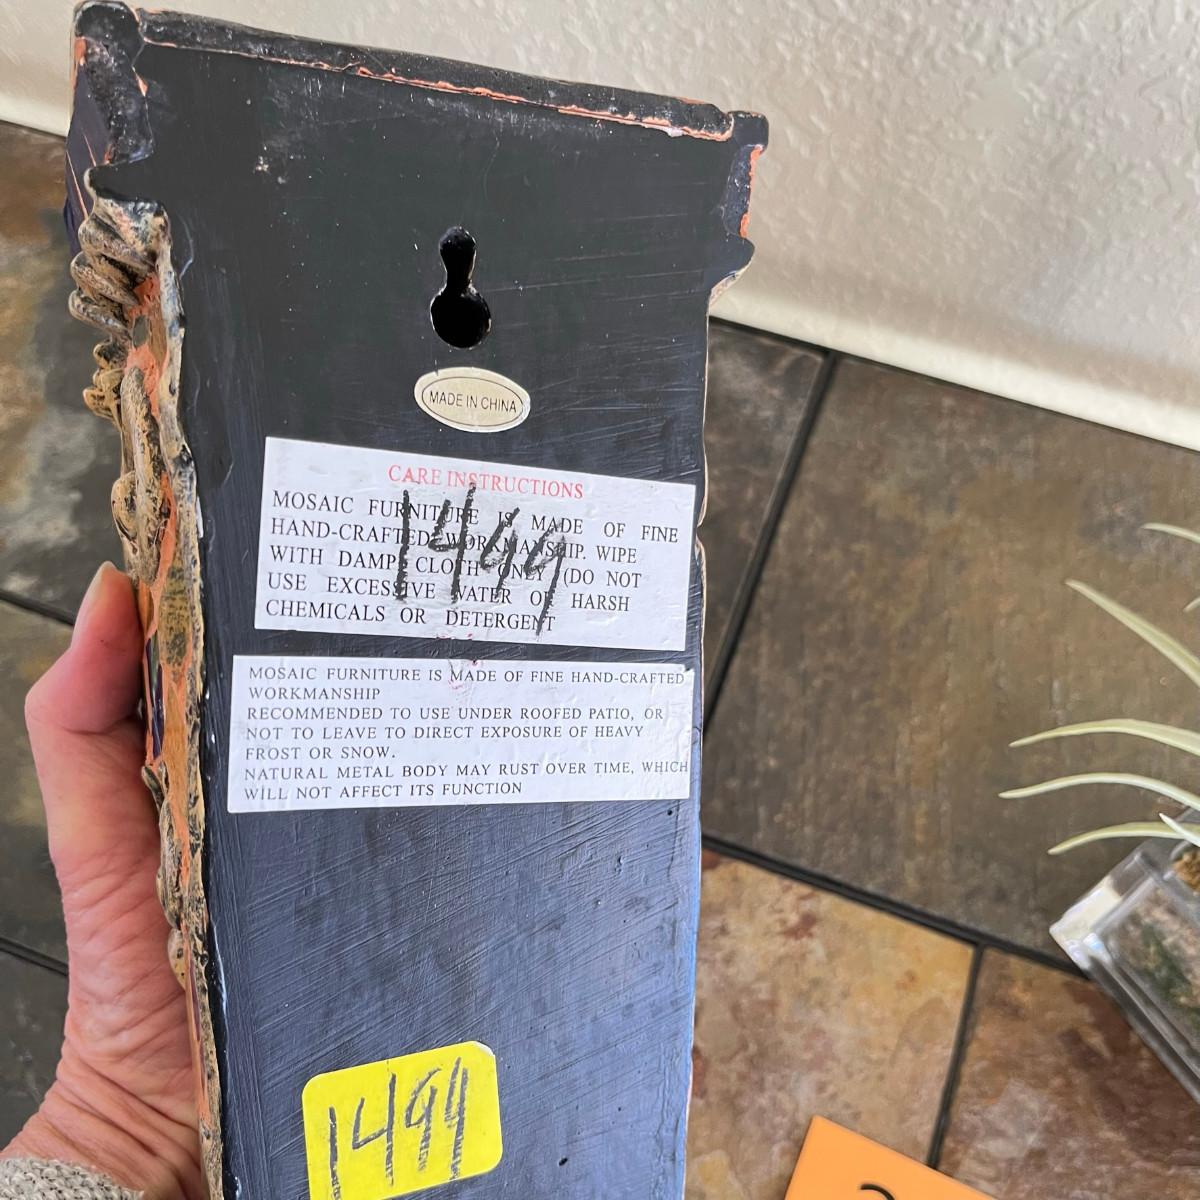 MADE IN CHINA
CARE INSTRUCTIONS
MOSAIC FURNITURE IS MADE OF FINE
HAND-CRAFTED WORKMANSHIP. WIPE
WITH DAMP CLOTH ONLY (DO NOT
USE EXCESSIVE WATER OR HARSH
CHEMICALS OR DETERGENT
1499
MOSAIC FURNITURE IS MADE OF FINE HAND-CRAFTED
WORKMANSHIP
RECOMMENDED TO USE UNDER ROOFED PATIO, OR
NOT TO LEAVE TO DIRECT EXPOSURE OF HEAVY
FROST OR SNOW.
NATURAL METAL BODY MAY RUST OVER TIME, WHICH
WILL NOT AFFECT ITS FUNCTION
1499